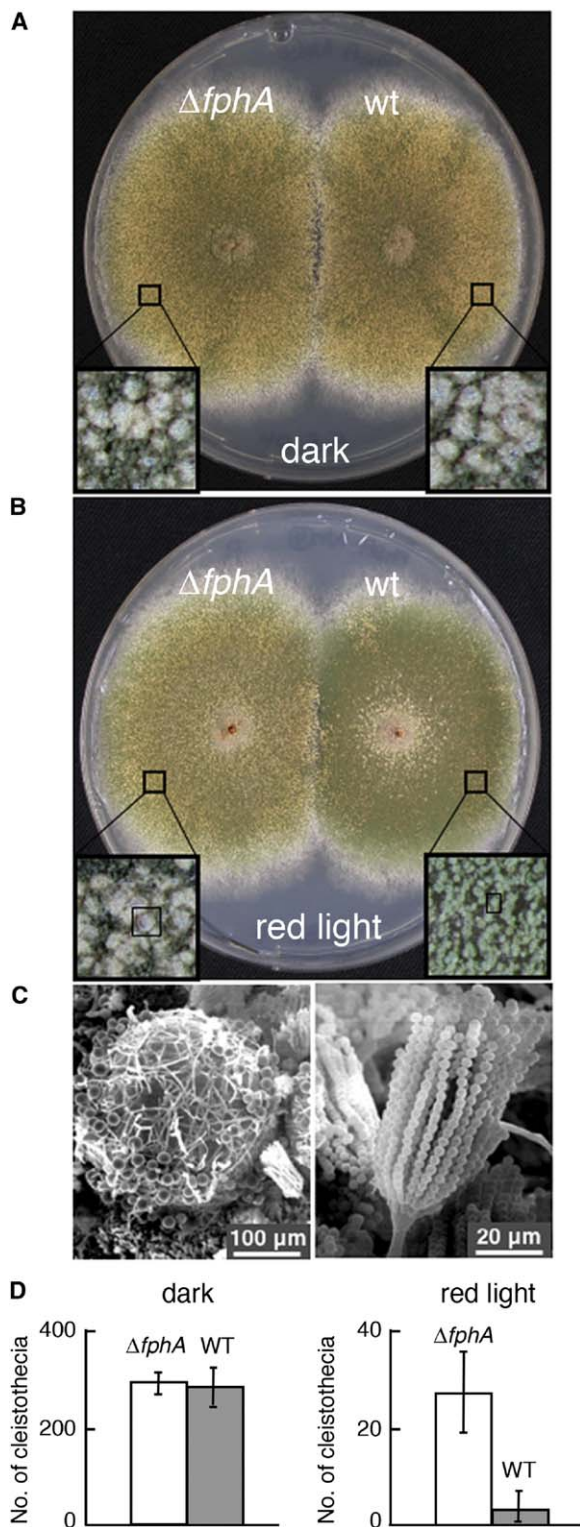 A
ΔfphA wt
dark
B
ΔfphA wt
red light
C
100 μm 20 μm
D
dark red light
No. of cleistothecia
400
200
0
ΔfphA WT
No. of cleistothecia
40
20
0
ΔfphA
WT